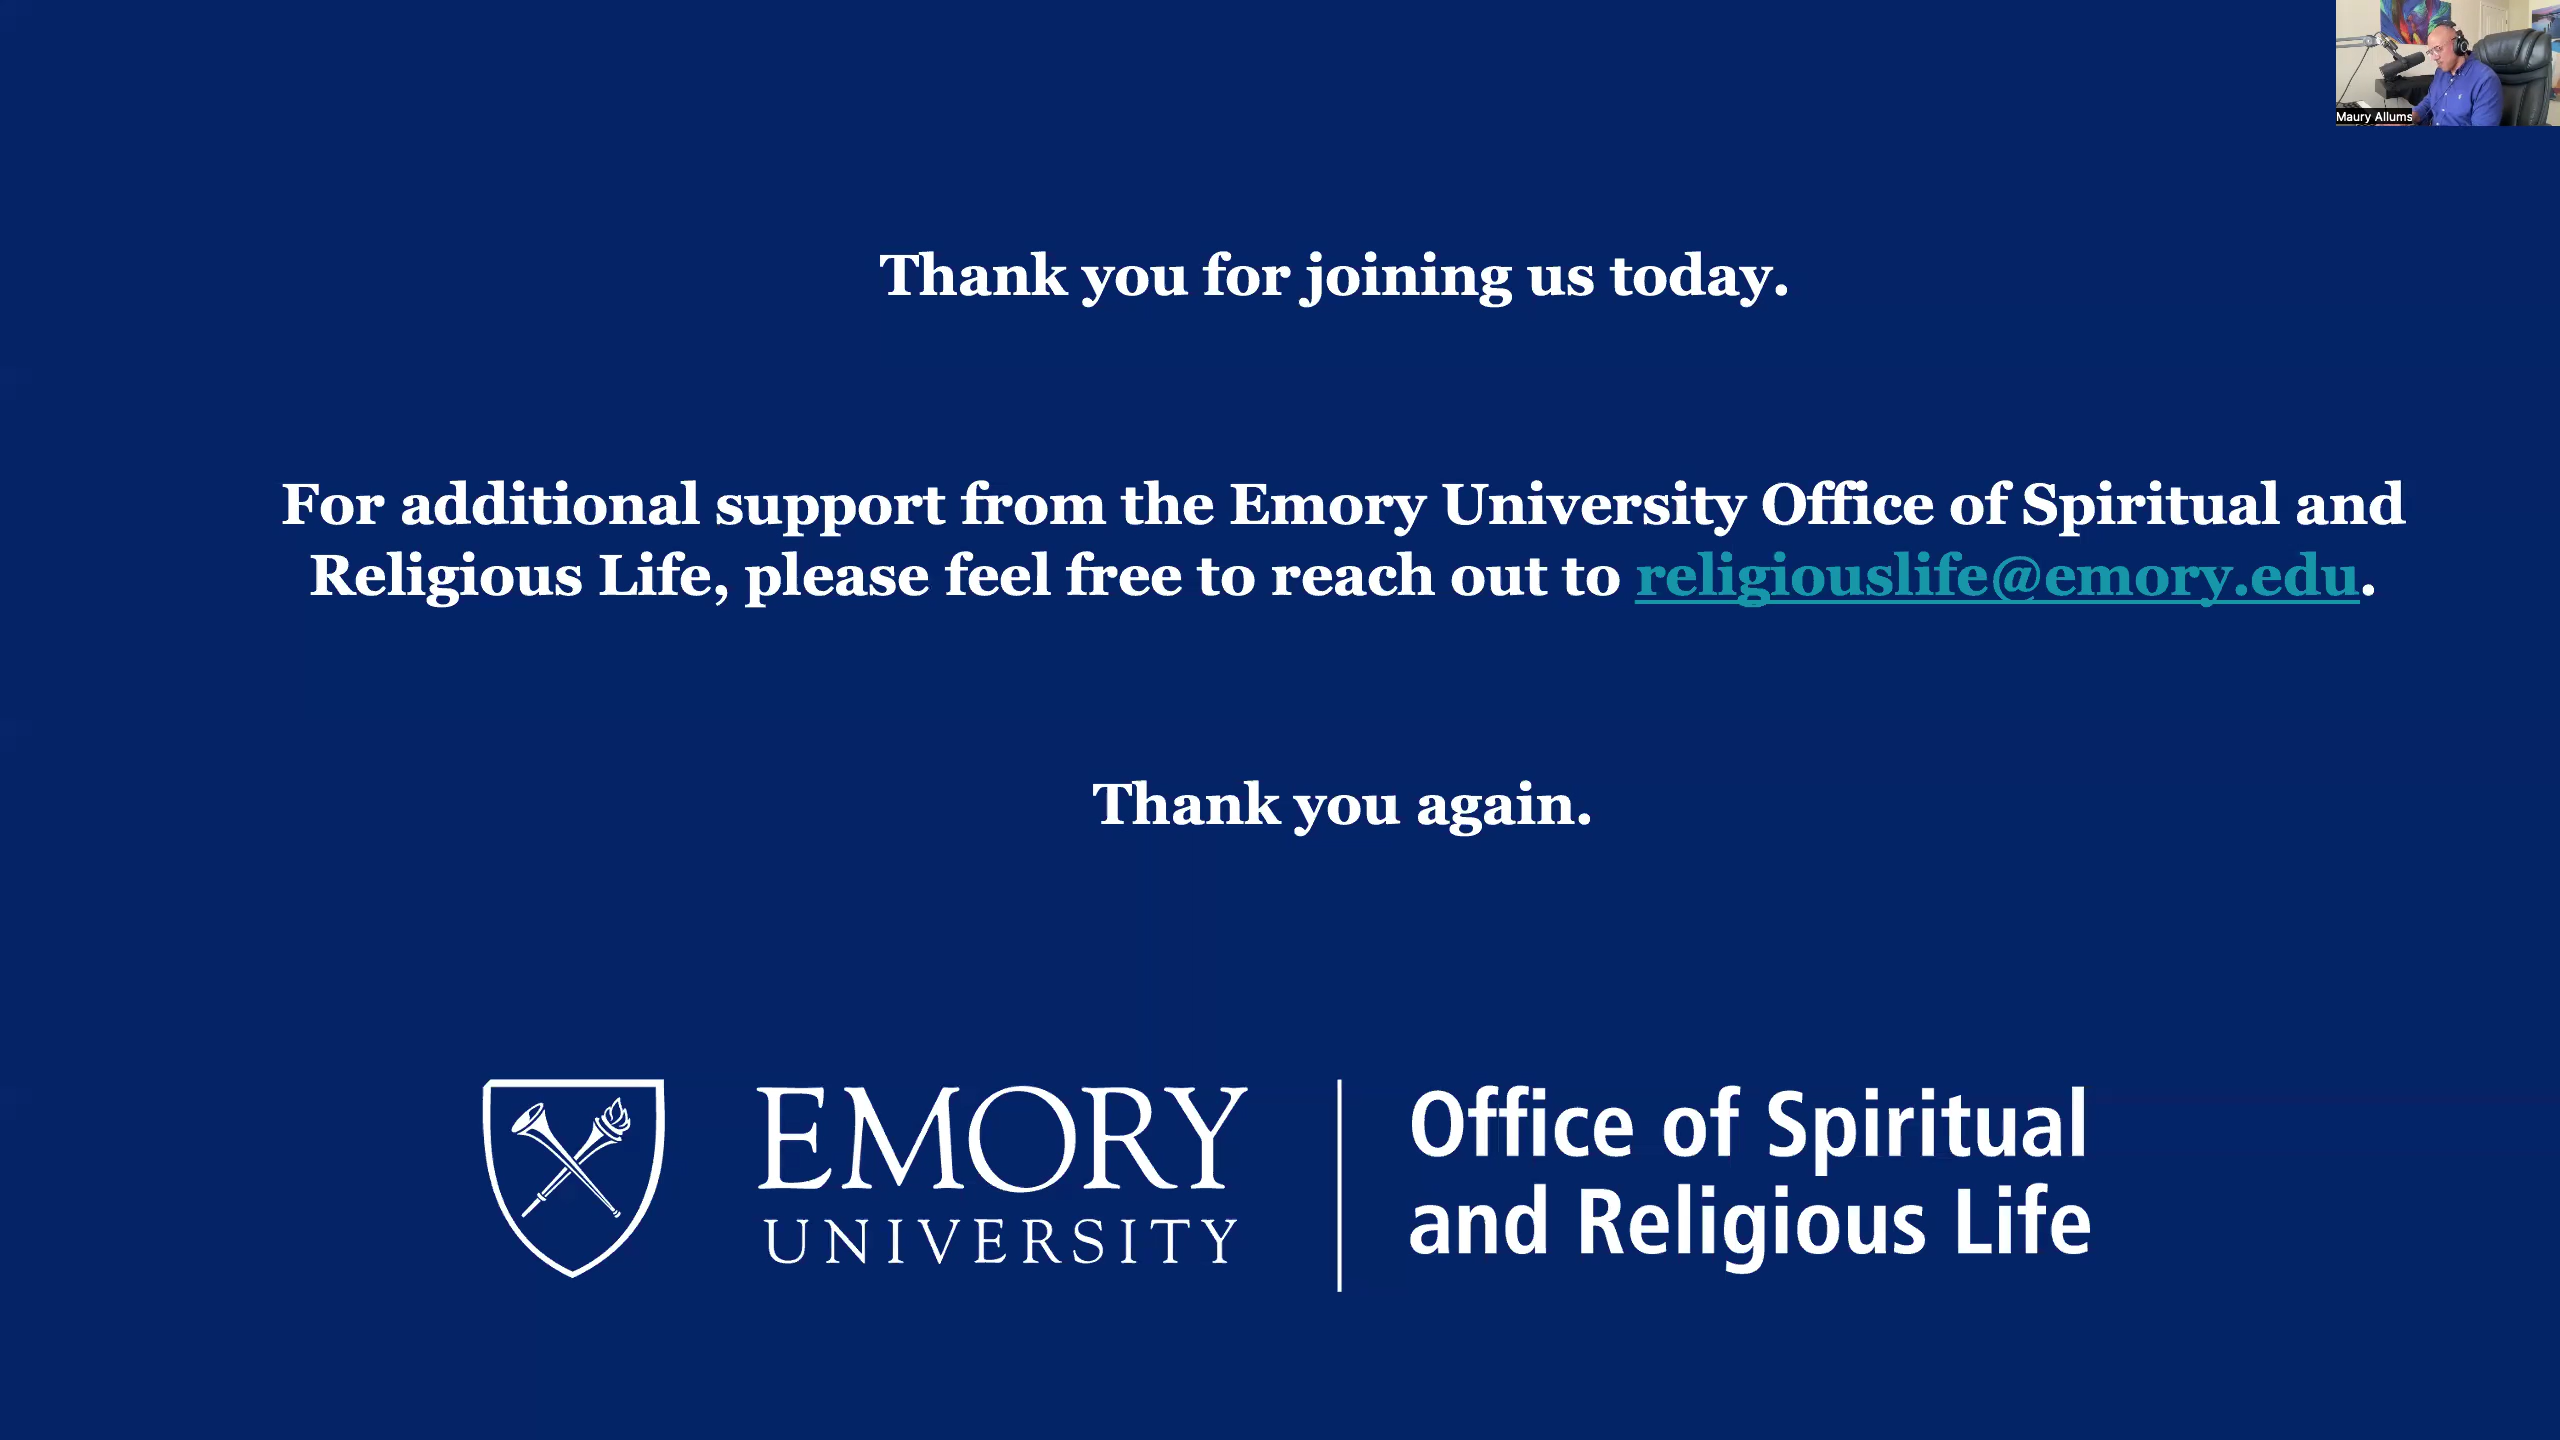 Maury Allums
Thank you for joining us today.
For additional support from the Emory University Office of Spiritual and
Religious Life, please feel free to reach out to religiouslife@emory.edu.
Thank you again.
EMORY
UNIVERSITY
Office of Spiritual
and Religious Life